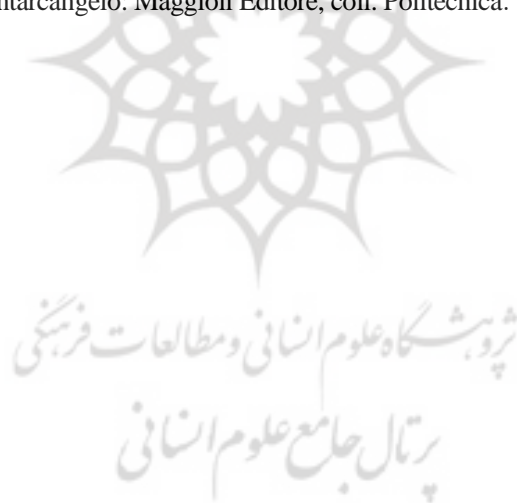 ntarcangelo: Maggioli Editore, coll. Politecnica.
پژوهشگاه علوم انسانی و مطالعات فرهنگی
پرتال جامع علوم انسانی